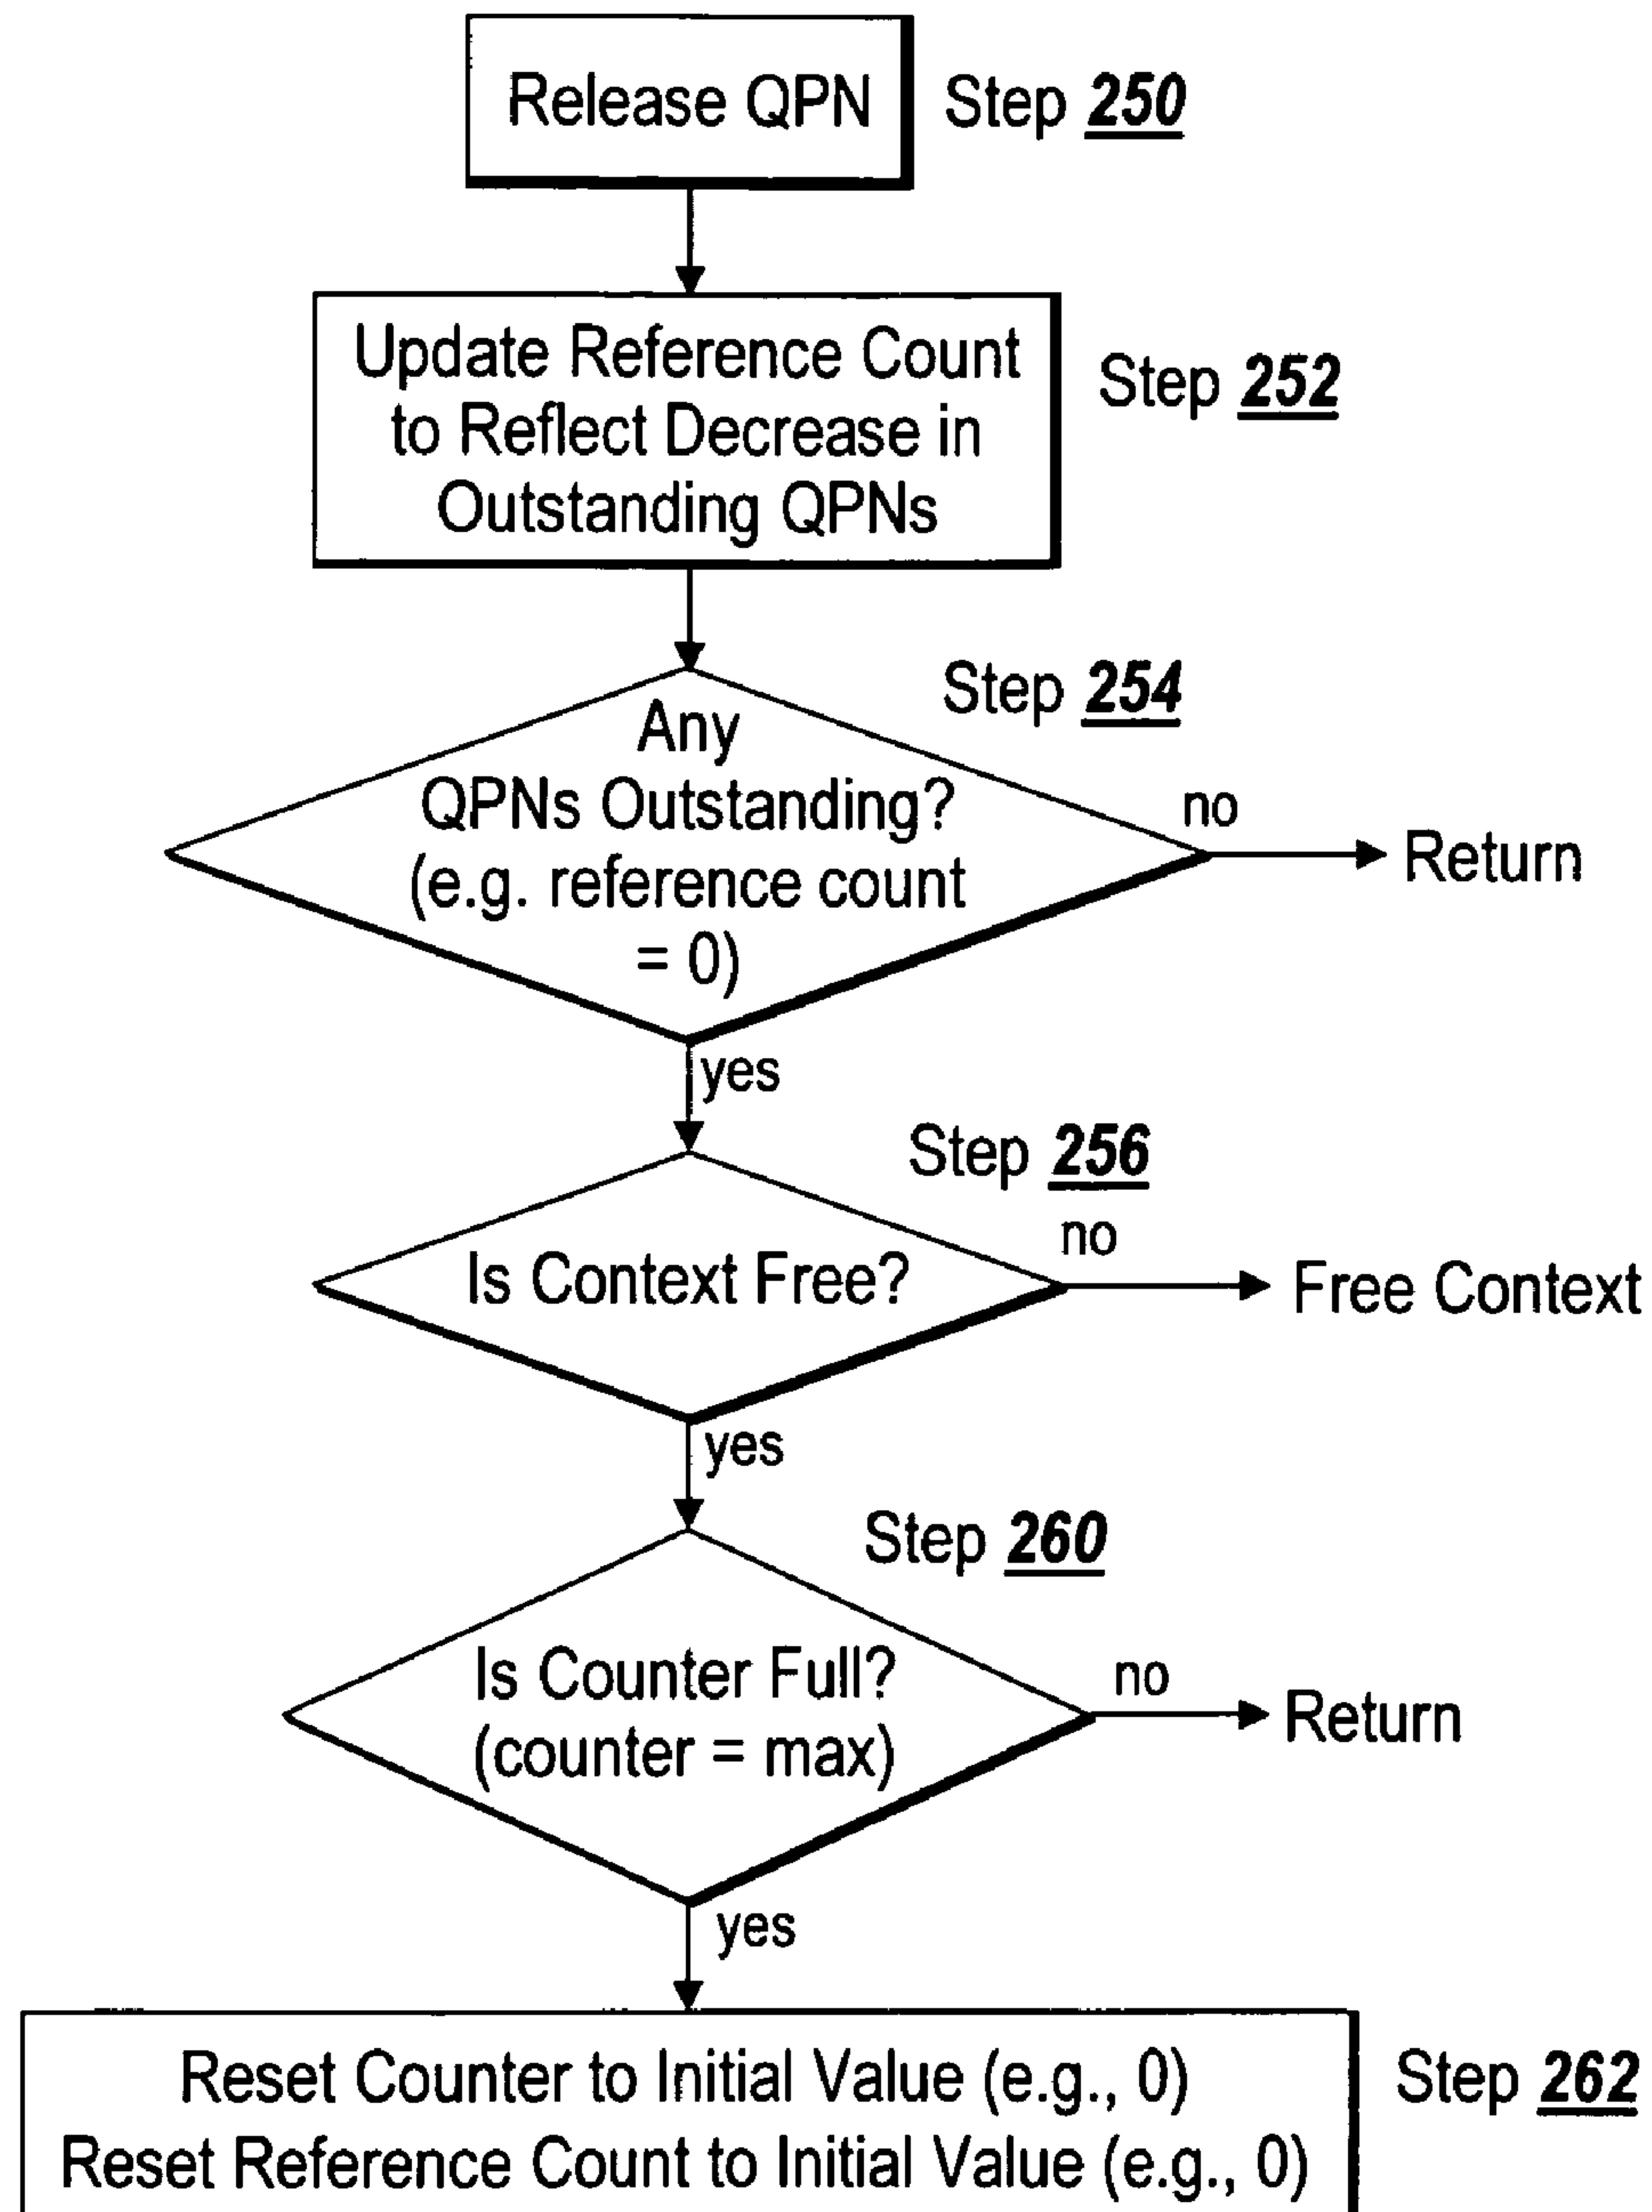 Release QPN
Step 250
Update Reference Count
to Reflect Decrease in
Outstanding QPNs
Step 252
Step 254
Any
QPNs Outstanding?
(e.g. reference count
= 0)
no
Return
yes
Step 256
Is Context Free?
no
Free Context
yes
Step 260
Is Counter Full?
(counter = max)
no
Return
yes
Reset Counter to Initial Value (e.g., 0)
Reset Reference Count to Initial Value (e.g., 0)
Step 262